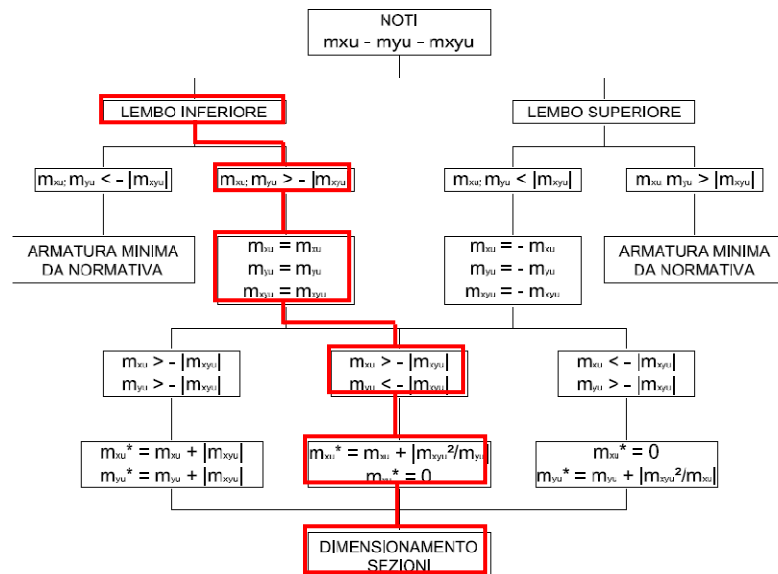 NOTI
mxu - myu - mxyu
LEMBO INFERIORE
LEMBO SUPERIORE
mxu; myu < - |mxyu|
mxu; myu > - |mxyu|
mxu; myu < |mxyu|
mxu myu > |mxyu|
ARMATURA MINIMA
DA NORMATIVA
mxu = mxu
myu = myu
mxyu = mxyu
mxu = - mxu
myu = - myu
mxyu = - mxyu
ARMATURA MINIMA
DA NORMATIVA
mxu > - |mxyu|
myu > - |mxyu|
mxu > - |mxyu|
myu < - |mxyu|
mxu < - |mxyu|
myu > - |mxyu|
mxu* = mxu + |mxyu|
myu* = myu + |mxyu|
mxu* = mxu + |mxyu²/myu|
myu* = 0
mxu* = 0
myu* = myu + |mxyu²/mxu|
DIMENSIONAMENTO
SEZIONI